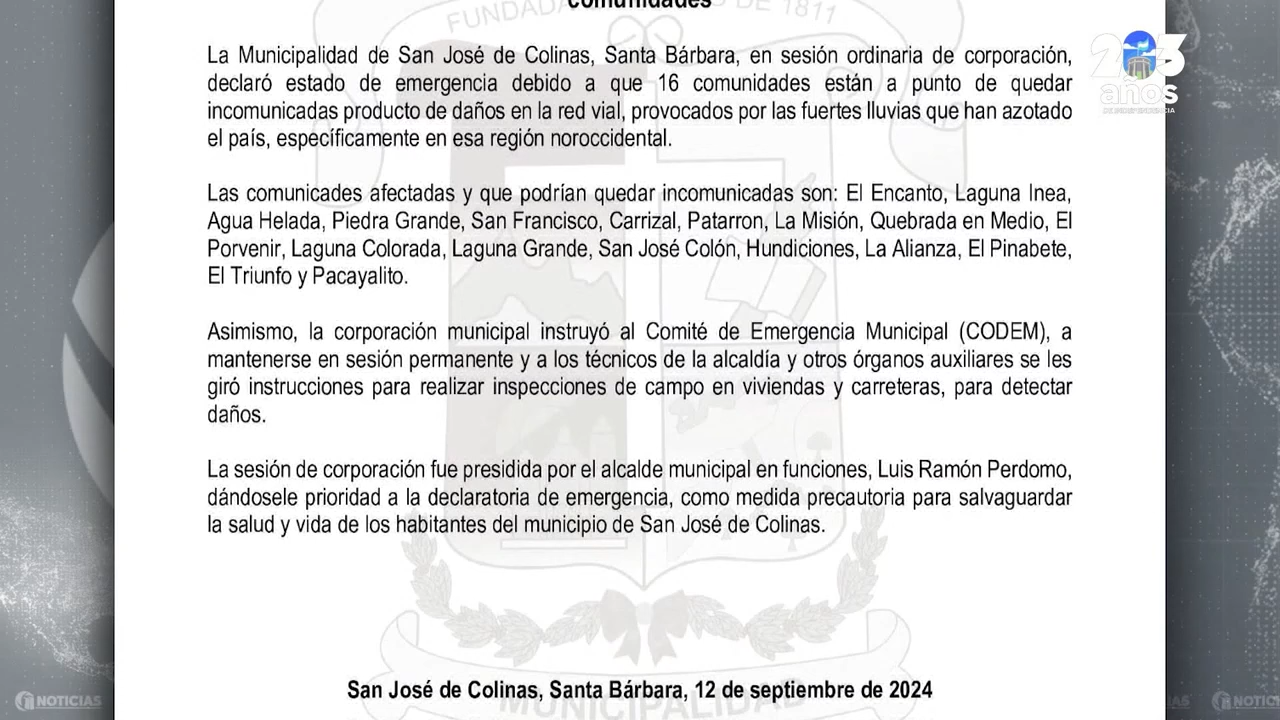 FUNDADA DE 1811
comunidades
La Municipalidad de San José de Colinas, Santa Bárbara, en sesión ordinaria de corporación,
declaró estado de emergencia debido a que 16 comunidades están a punto de quedar
incomunicadas producto de daños en la red vial, provocados por las fuertes lluvias que han azotado
el país, específicamente en esa región noroccidental.
Las comunicades afectadas y que podrían quedar incomunicadas son: El Encanto, Laguna Inea,
Agua Helada, Piedra Grande, San Francisco, Carrizal, Patarron, La Misión, Quebrada en Medio, El
Porvenir, Laguna Colorada, Laguna Grande, San José Colón, Hundiciones, La Alianza, El Pinabete,
El Triunfo y Pacayalito.
Asimismo, la corporación municipal instruyó al Comité de Emergencia Municipal (CODEM), a
mantenerse en sesión permanente y a los técnicos de la alcaldía y otros órganos auxiliares se les
giró instrucciones para realizar inspecciones de campo en viviendas y carreteras, para detectar
daños.
La sesión de corporación fue presidida por el alcalde municipal en funciones, Luis Ramón Perdomo,
dándosele prioridad a la declaratoria de emergencia, como medida precautoria para salvaguardar
la salud y vida de los habitantes del municipio de San José de Colinas.
San José de Colinas, Santa Bárbara, 12 de septiembre de 2024
203
años
DE INDEPENDENCIA
NOTICIAS
NOTIC